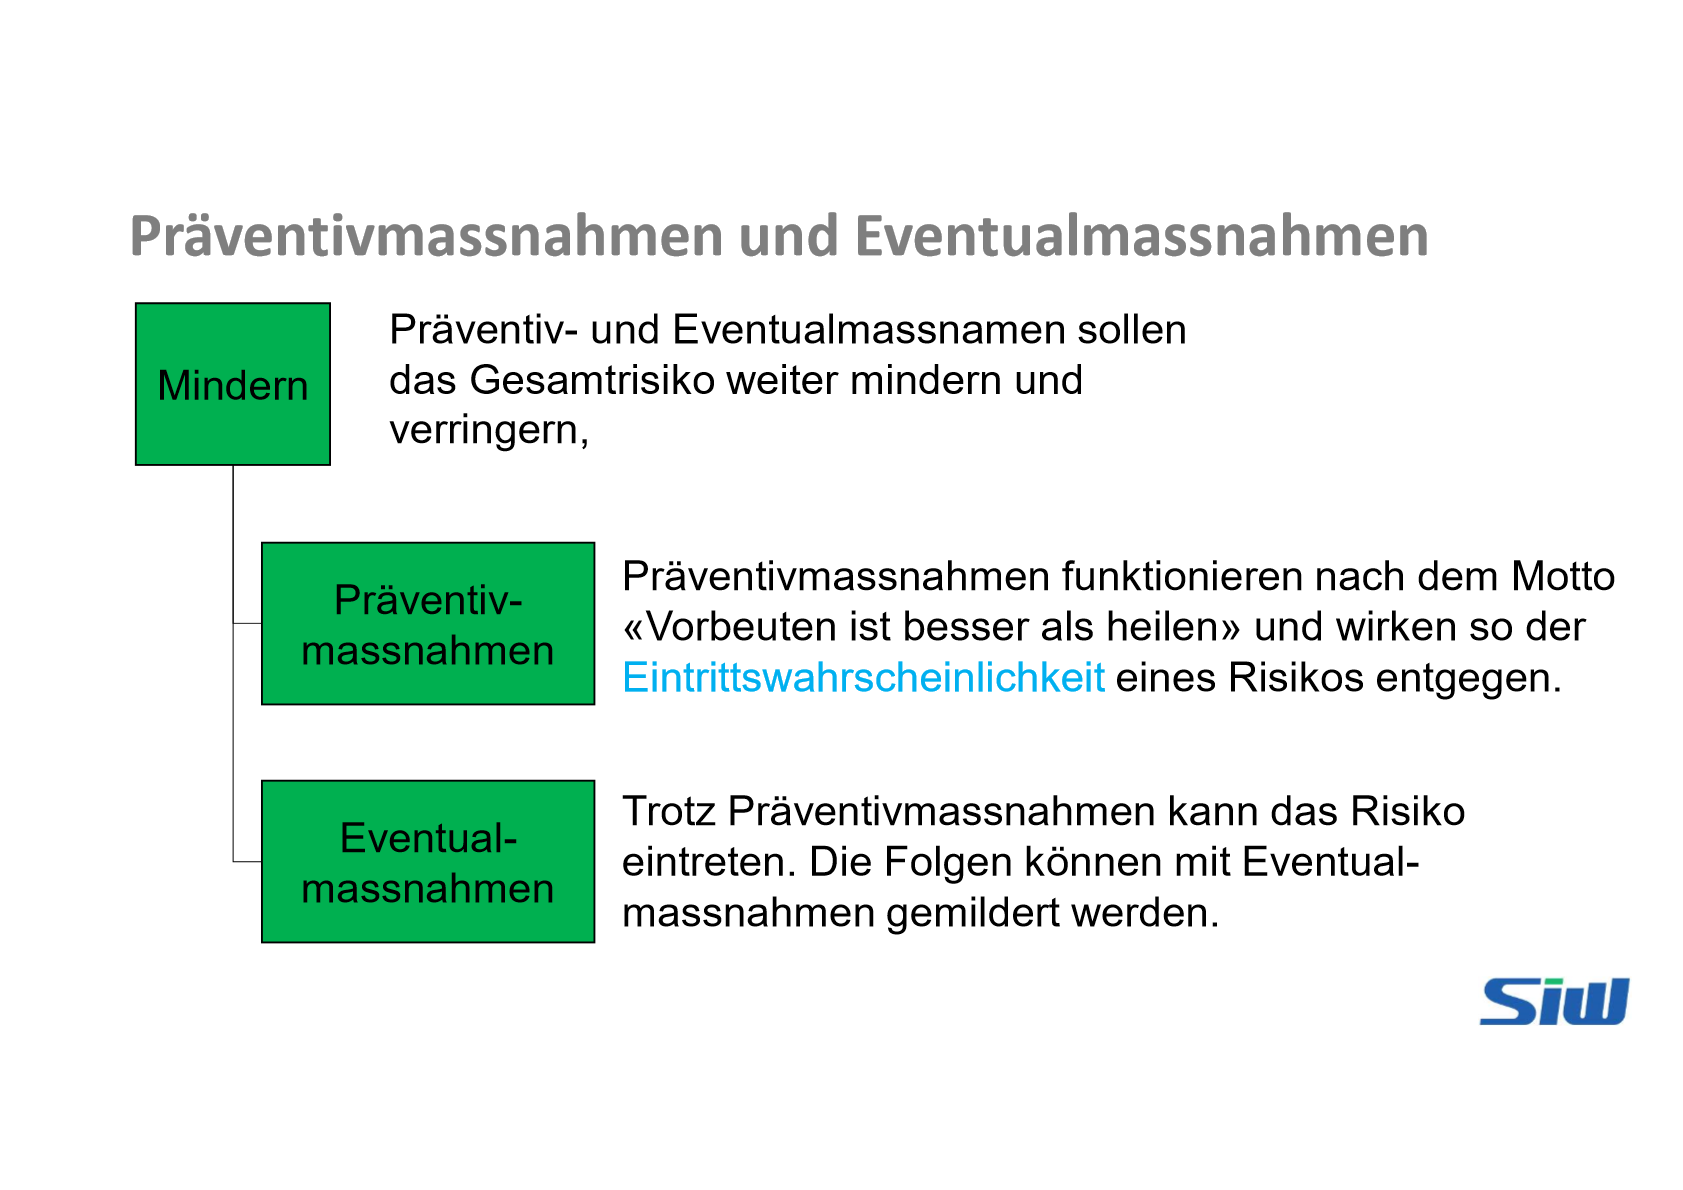 Präventivmassnahmen und Eventualmassnahmen
Mindern
Präventiv- und Eventualmassnamen sollen
das Gesamtrisiko weiter mindern und
verringern,
Präventiv-
massnahmen
Präventivmassnahmen funktionieren nach dem Motto
«Vorbeuten ist besser als heilen» und wirken so der
Eintrittswahrscheinlichkeit eines Risikos entgegen.
Eventual-
massnahmen
Trotz Präventivmassnahmen kann das Risiko
eintreten. Die Folgen können mit Eventual-
massnahmen gemildert werden.
Siw